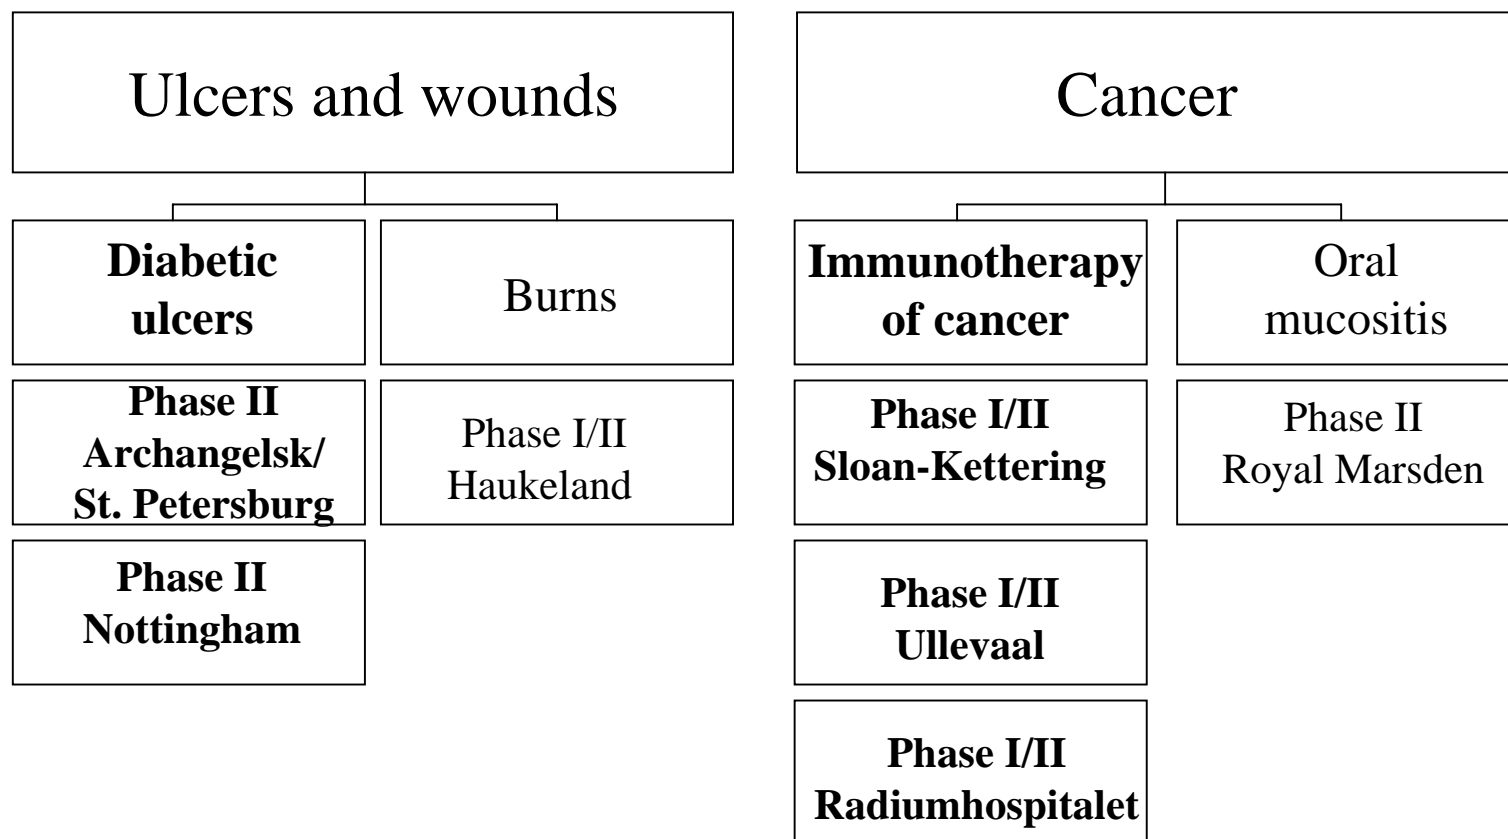 Ulcers and wounds
Cancer
Diabetic
ulcers
Burns
Immunotherapy
of cancer
Oral
mucositis
Phase II
Archangelsk/
St. Petersburg
Phase I/II
Haukeland
Phase I/II
Sloan-Kettering
Phase II
Royal Marsden
Phase II
Nottingham
Phase I/II
Ullevaal
Phase I/II
Radiumhospitalet